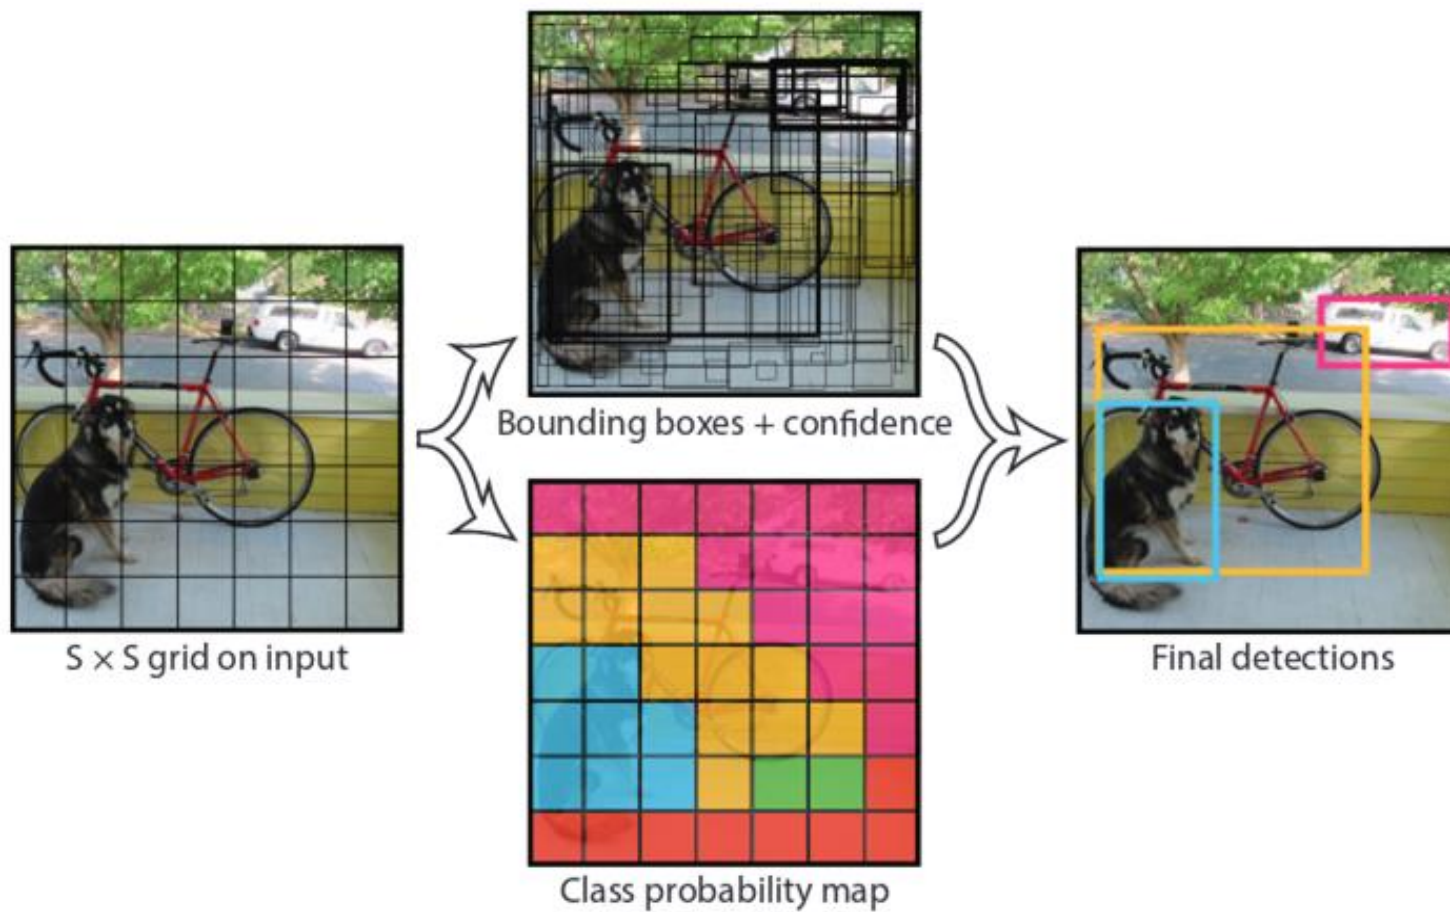 Bounding boxes + confidence
S × S grid on input
Final detections
Class probability map